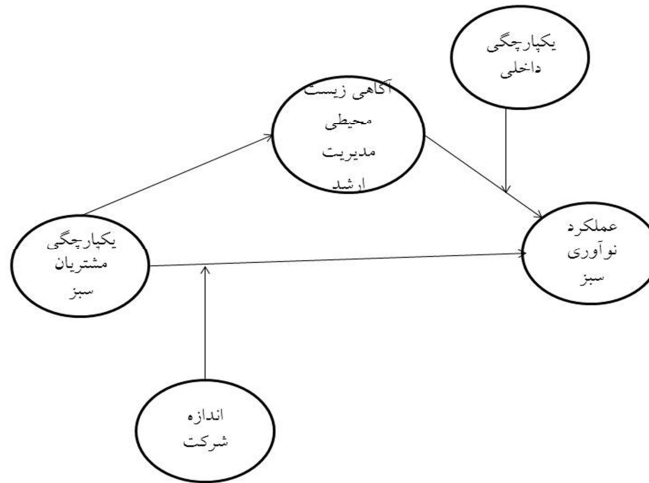 یکپارچگی
داخلی
آگاهی زیست
محیطی
مدیریت
ارشد
یکپارچگی
مشتریان
سبز
عملکرد
نوآوری
سبز
اندازه
شرکت